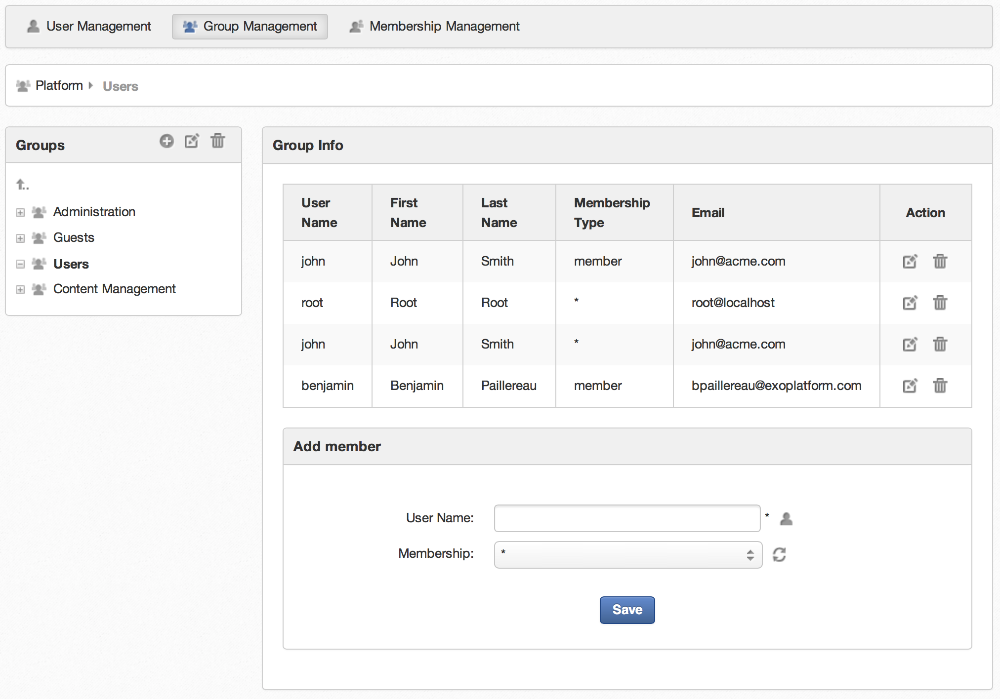 User Management Group Management Membership Management
Platform Users
Groups
..
Administration
Guests
Users
Content Management
Group Info
User Name First Name Last Name Membership Type Email Action
john John Smith member john@acme.com
root Root Root * root@localhost
john John Smith * john@acme.com
benjamin Benjamin Paillereau member bpaillereau@exoplatform.com
Add member
User Name: *
Membership: *
Save